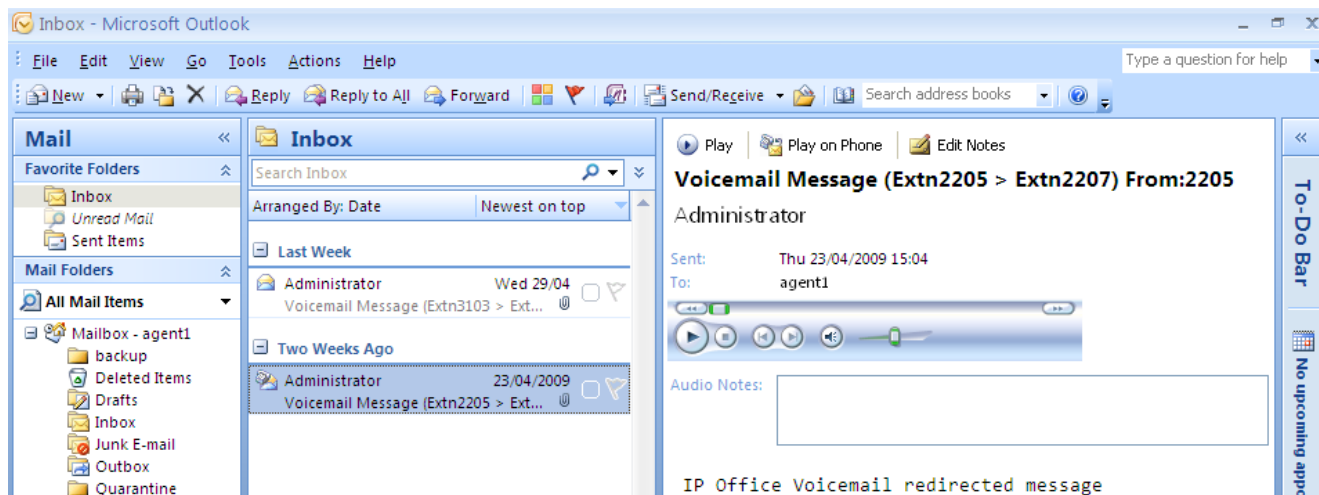 Inbox - Microsoft Outlook
File Edit View Go Tools Actions Help
Type a question for help
New Reply Reply to All Forward Send/Receive Search address books
Mail
Favorite Folders
Inbox
Unread Mail
Sent Items
Mail Folders
All Mail Items
Mailbox - agent1
backup
Deleted Items
Drafts
Inbox
Junk E-mail
Outbox
Quarantine
Inbox
Search Inbox
Arranged By: Date Newest on top
Last Week
Administrator Wed 29/04
Voicemail Message (Extn3103 > Ext...
Two Weeks Ago
Administrator 23/04/2009
Voicemail Message (Extn2205 > Ext...
Play Play on Phone Edit Notes
Voicemail Message (Extn2205 > Extn2207) From:2205
Administrator
Sent: Thu 23/04/2009 15:04
To: agent1
Audio Notes:
IP Office Voicemail redirected message
To-Do Bar
No upcoming appo